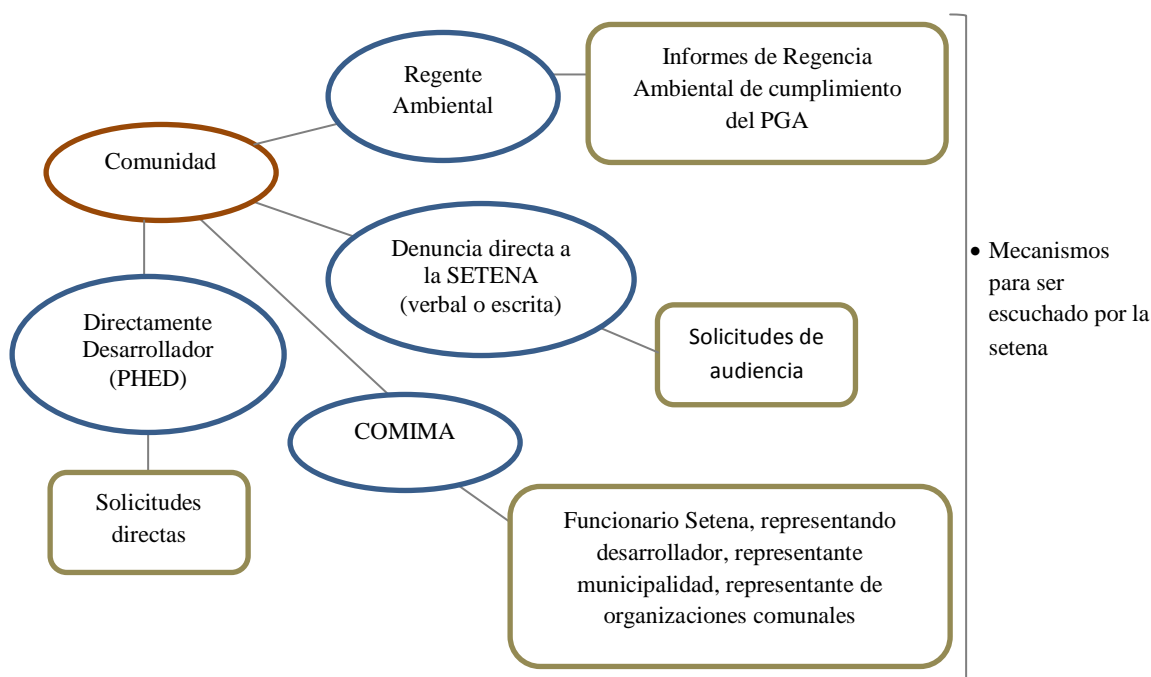 Regente
Ambiental
Informes de Regencia
Ambiental de cumplimiento
del PGA
Comunidad
Denuncia directa a
la SETENA
(verbal o escrita)
• Mecanismos
para ser
escuchado por la
setena
Directamente
Desarrollador
(PHED)
Solicitudes de
audiencia
COMIMA
Solicitudes
directas
Funcionario Setena, representando
desarrollador, representante
municipalidad, representante de
organizaciones comunales